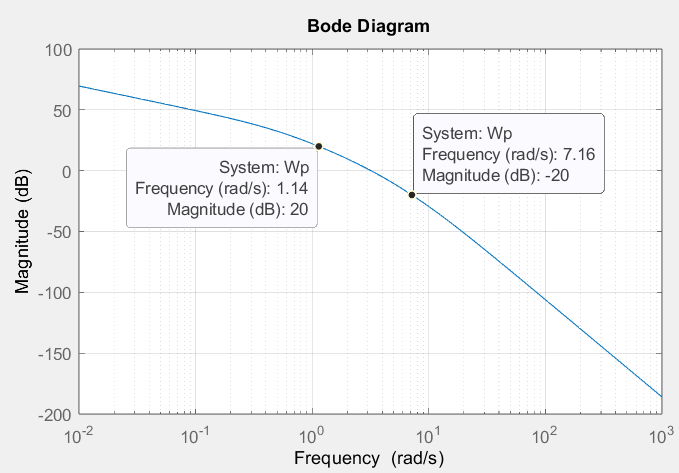 Bode Diagram
100
50
0
-50
-100
-150
-200
Magnitude (dB)
System: Wp
Frequency (rad/s): 1.14
Magnitude (dB): 20
System: Wp
Frequency (rad/s): 7.16
Magnitude (dB): -20
10^-2 10^-1 10^0 10^1 10^2 10^3
Frequency (rad/s)